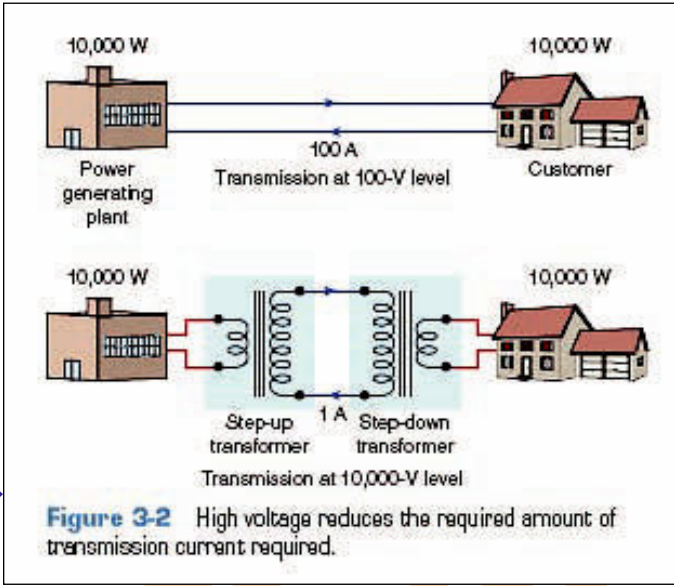 10,000 W
10,000 W
100 A
Power
generating
plant
Transmission at 100-V level
Customer
10,000 W
10,000 W
1 A
Step-up
transformer
Step-down
transformer
Transmission at 10,000-V level
Figure 3-2 High voltage reduces the required amount of
transmission current required.